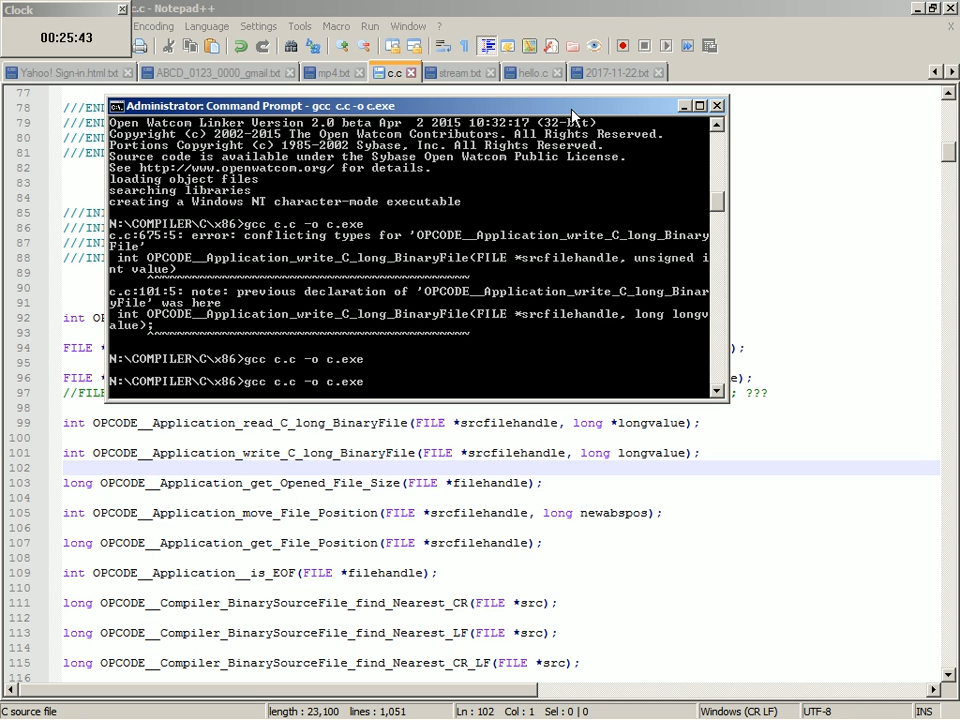 Clock
00:25:43
c.c - Notepad++
Encoding Language Settings Tools Macro Run Window ?
X
Yahoo! Sign-in.html.txt ABCD_0123_0000_gmail.txt mp4.txt c.c stream.txt hello.c 2017-11-22.txt
Administrator: Command Prompt - gcc c.c -o c.exe
Open Watcom Linker Version 2.0 beta Apr 2 2015 10:32:17 (32-bit)
Copyright (c) 2002-2015 The Open Watcom Contributors. All Rights Reserved.
Portions Copyright (c) 1985-2002 Sybase, Inc. All Rights Reserved.
Source code is available under the Sybase Open Watcom Public License.
See http://www.openwatcom.org/ for details.
loading object files
searching libraries
creating a Windows NT character-mode executable
N:\COMPILER\C\x86>gcc c.c -o c.exe
c.c:675:5: error: conflicting types for 'OPCODE__Application_write_C_long_Binary
File'
int OPCODE__Application_write_C_long_BinaryFile(FILE *srcfilehandle, unsigned i
nt value)
^~~~~~~~~~~~~~~~~~~~~~~~~~~~~~~~~~~~~~~~~~~
c.c:101:5: note: previous declaration of 'OPCODE__Application_write_C_long_Binar
yFile' was here
int OPCODE__Application_write_C_long_BinaryFile(FILE *srcfilehandle, long longv
alue);
^~~~~~~~~~~~~~~~~~~~~~~~~~~~~~~~~~~~~~~~~~~
N:\COMPILER\C\x86>gcc c.c -o c.exe
N:\COMPILER\C\x86>gcc c.c -o c.exe
77
78 ///END
79 ///END
80 ///END
81 ///END
82
83
84
85 ///INI
86 ///INI
87 ///INI
88 ///INI
89
90
91
92 int OP
93
94 FILE * );
95
96 FILE * e);
97 //FILE ; ???
98
99 int OPCODE__Application_read_C_long_BinaryFile(FILE *srcfilehandle, long *longvalue);
100
101 int OPCODE__Application_write_C_long_BinaryFile(FILE *srcfilehandle, long longvalue);
102
103 long OPCODE__Application_get_Opened_File_Size(FILE *filehandle);
104
105 int OPCODE__Application_move_File_Position(FILE *srcfilehandle, long newabspos);
106
107 long OPCODE__Application_get_File_Position(FILE *srcfilehandle);
108
109 int OPCODE__Application__is_EOF(FILE *filehandle);
110
111 long OPCODE__Compiler_BinarySourceFile_find_Nearest_CR(FILE *src);
112
113 long OPCODE__Compiler_BinarySourceFile_find_Nearest_LF(FILE *src);
114
115 long OPCODE__Compiler_BinarySourceFile_find_Nearest_CR_LF(FILE *src);
116
C source file length : 23,100 lines : 1,051 Ln : 102 Col : 1 Sel : 0 | 0 Windows (CR LF) UTF-8 INS